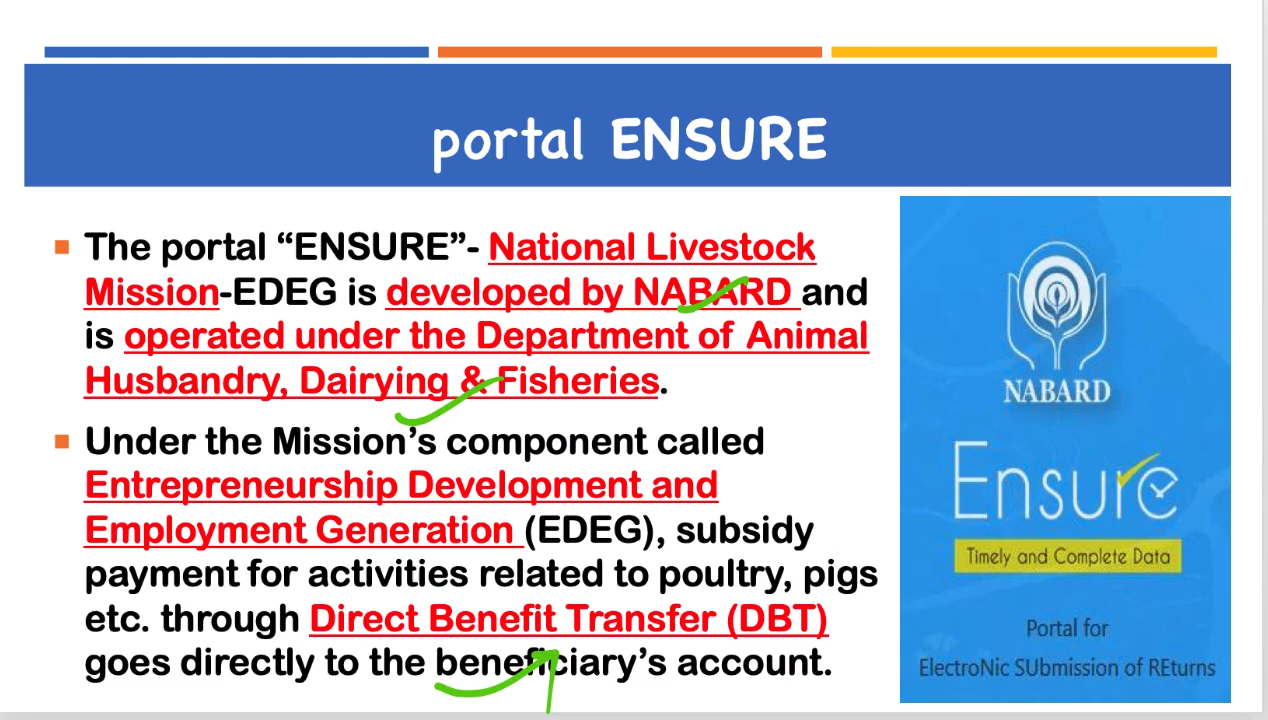 portal ENSURE
The portal “ENSURE”- National Livestock
Mission-EDEG is developed by NABARD and
is operated under the Department of Animal
Husbandry, Dairying & Fisheries.
Under the Mission’s component called
Entrepreneurship Development and
Employment Generation (EDEG), subsidy
payment for activities related to poultry, pigs
etc. through Direct Benefit Transfer (DBT)
goes directly to the beneficiary’s account.
NABARD
Ensure
Timely and Complete Data
Portal for
ElectroNic SUbmission of REturns